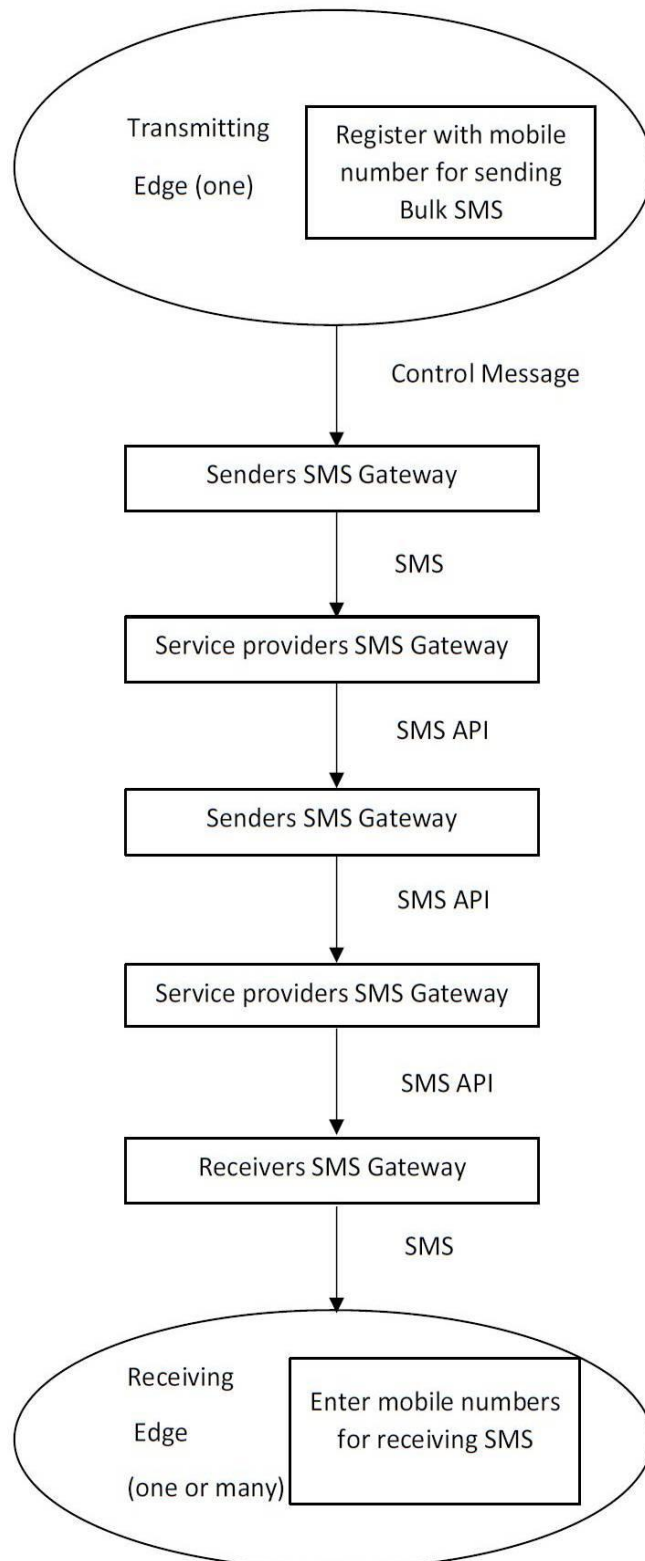 Transmitting
Edge (one)
Register with mobile
number for sending
Bulk SMS
Control Message
Senders SMS Gateway
SMS
Service providers SMS Gateway
SMS API
Senders SMS Gateway
SMS API
Service providers SMS Gateway
SMS API
Receivers SMS Gateway
SMS
Receiving
Edge
(one or many)
Enter mobile numbers
for receiving SMS